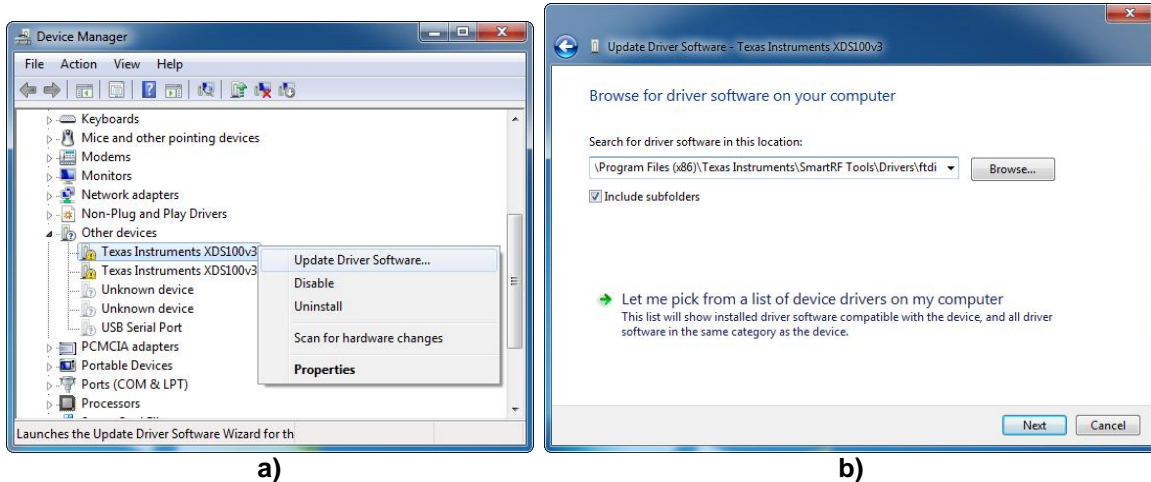 Device Manager
File Action View Help
Keyboards
Mice and other pointing devices
Modems
Monitors
Network adapters
Non-Plug and Play Drivers
Other devices
Texas Instruments XDS100v3
Texas Instruments XDS100v3
Unknown device
Unknown device
USB Serial Port
PCMCIA adapters
Portable Devices
Ports (COM & LPT)
Processors
Update Driver Software...
Disable
Uninstall
Scan for hardware changes
Properties
Launches the Update Driver Software Wizard for th
a)
Update Driver Software - Texas Instruments XDS100v3
Browse for driver software on your computer
Search for driver software in this location:
\Program Files (x86)\Texas Instruments\SmartRF Tools\Drivers\ftdi
Browse...
Include subfolders
Let me pick from a list of device drivers on my computer
This list will show installed driver software compatible with the device, and all driver
software in the same category as the device.
Next Cancel
b)